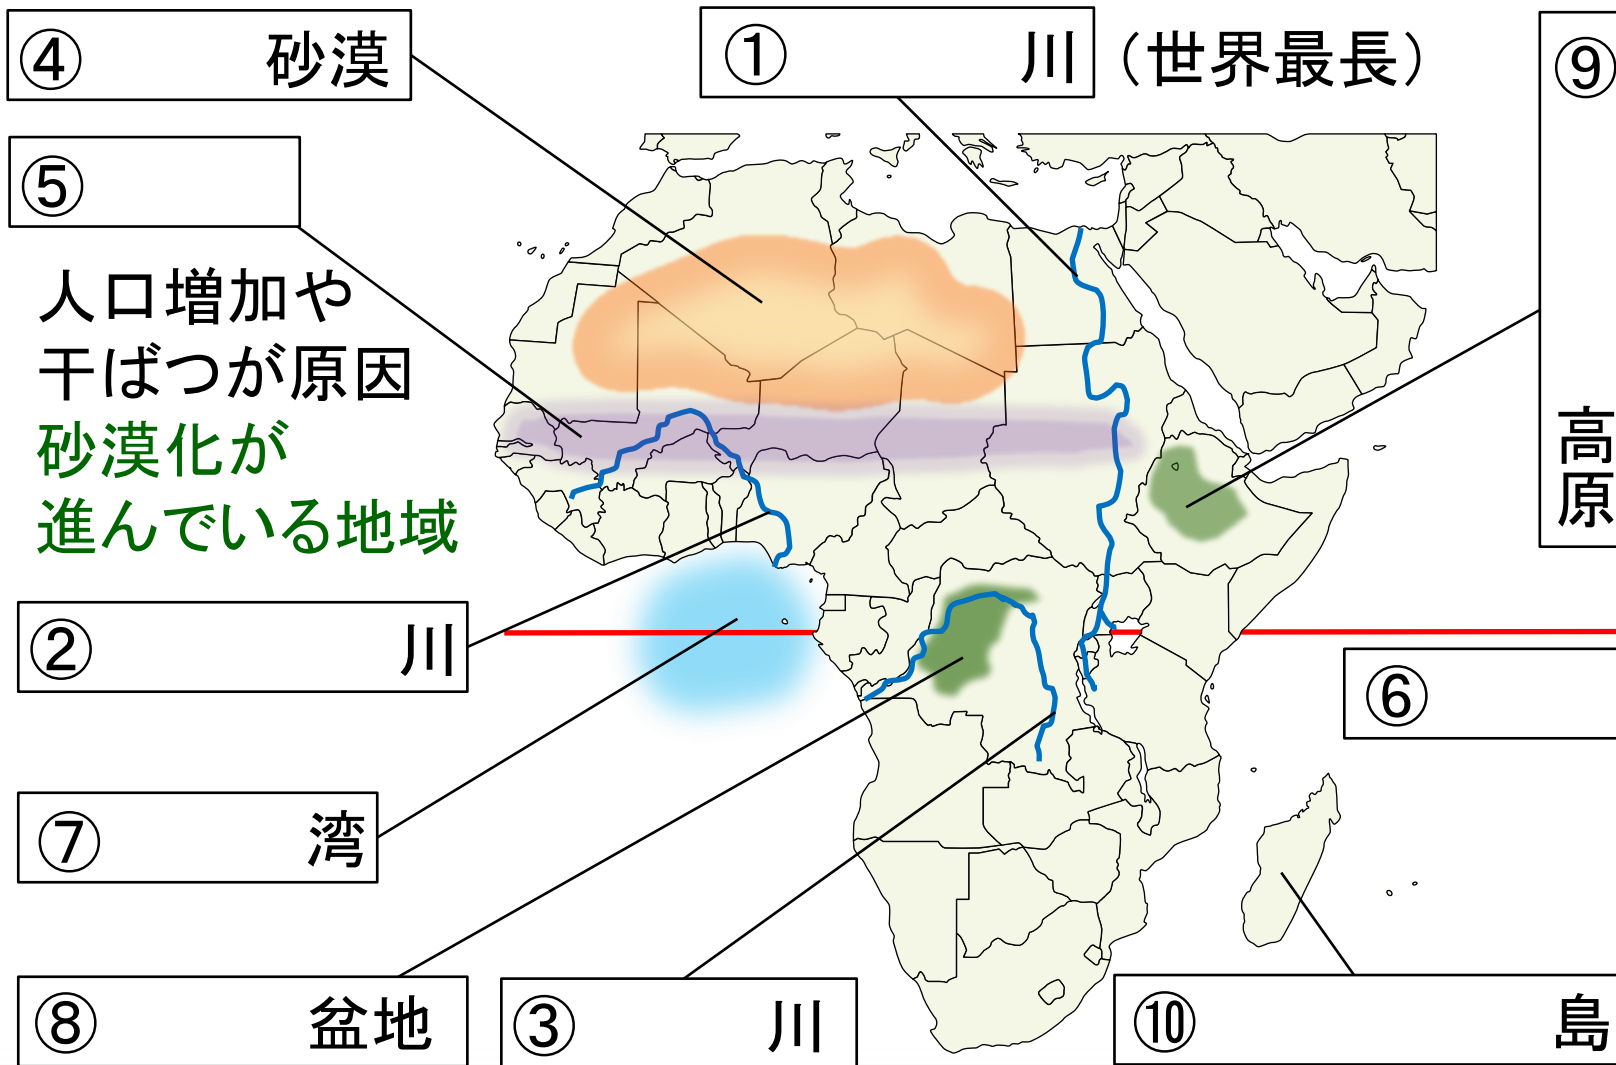 ④ 砂漠
① 川（世界最長）
⑨ 高原
⑤
人口増加や
干ばつが原因
砂漠化が
進んでいる地域
② 川
⑥
⑦ 湾
⑧ 盆地
③ 川
⑩ 島